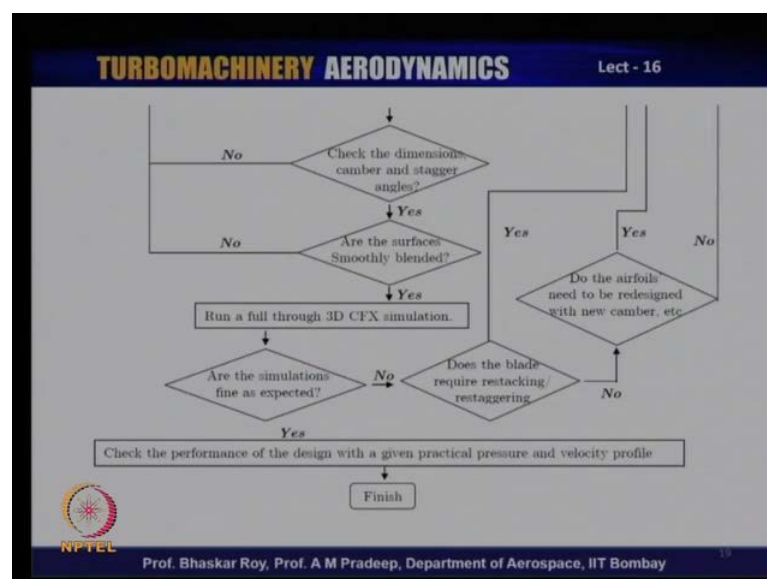 TURBOMACHINERY AERODYNAMICS
Lect - 16
No
Check the dimensions,
camber and stagger
angles?
Yes
No
Are the surfaces
Smoothly blended?
Yes
Yes
Yes
No
Do the airfoils
need to be redesigned
with new camber, etc
Run a full through 3D CFX simulation.
Are the simulations
fine as expected?
No
Does the blade
require restacking/
restaggering
No
Yes
Check the performance of the design with a given practical pressure and velocity profile
Finish
NPTEL
19
Prof. Bhaskar Roy, Prof. A M Pradeep, Department of Aerospace, IIT Bombay